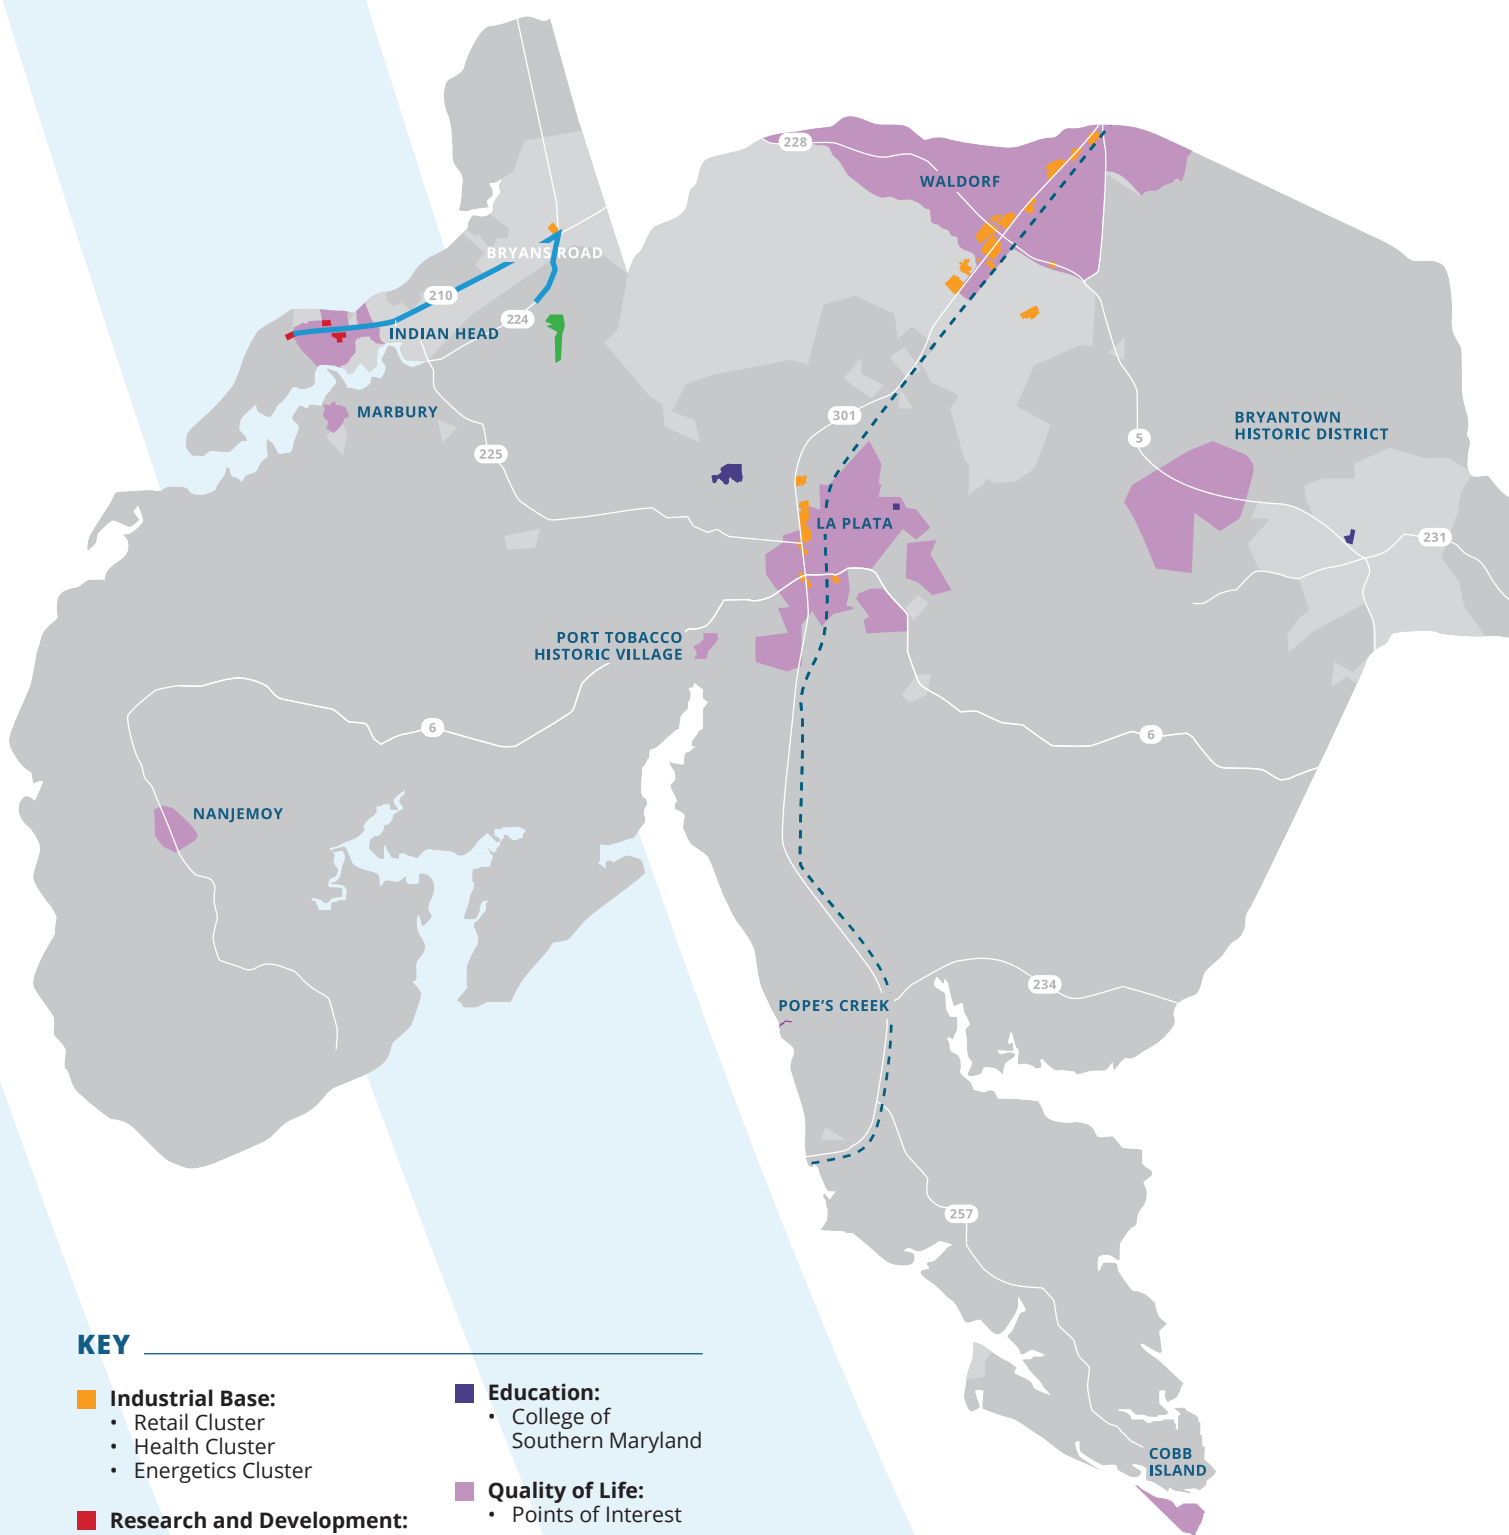 228
WALDORF
BRYANS ROAD
210
224
INDIAN HEAD
MARBURY
301
BRYANTOWN
HISTORIC DISTRICT
5
225
LA PLATA
231
PORT TOBACCO
HISTORIC VILLAGE
6
6
NANJEMOY
234
POPE'S CREEK
257
COBB
ISLAND
KEY
Industrial Base:
• Retail Cluster
• Health Cluster
• Energetics Cluster
Research and Development:
Education:
• College of
Southern Maryland
Quality of Life:
• Points of Interest